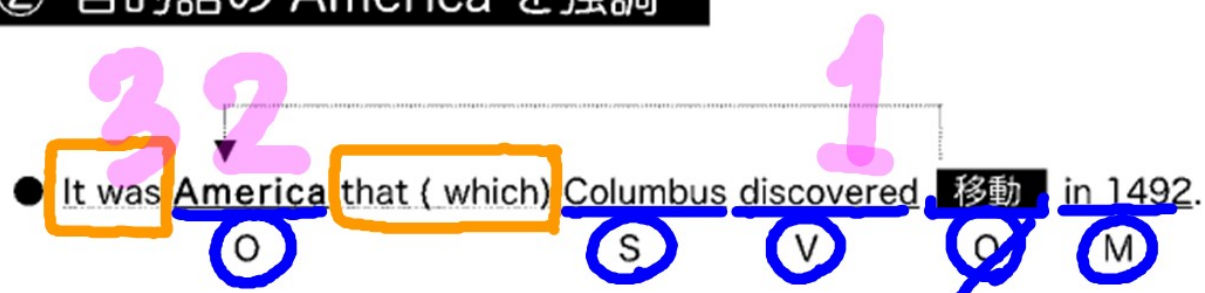 ② 目的語の America を強調
3 2 1
● It was America that ( which) Columbus discovered 移動 in 1492.
O S V O M